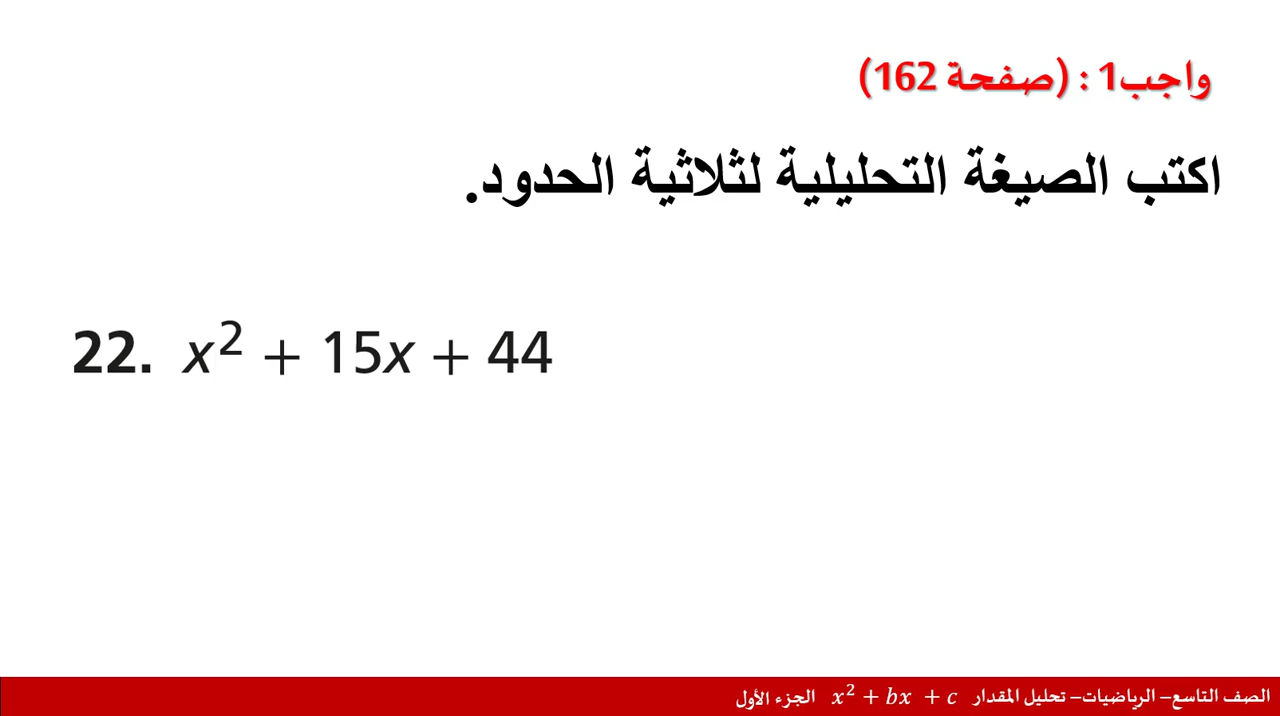 واجب1 : (صفحة 162)
اكتب الصيغة التحليلية لثلاثية الحدود.
22. x² + 15x + 44
الصف التاسع– الرياضيات– تحليل المقدار x² + bx + c الجزء الأول